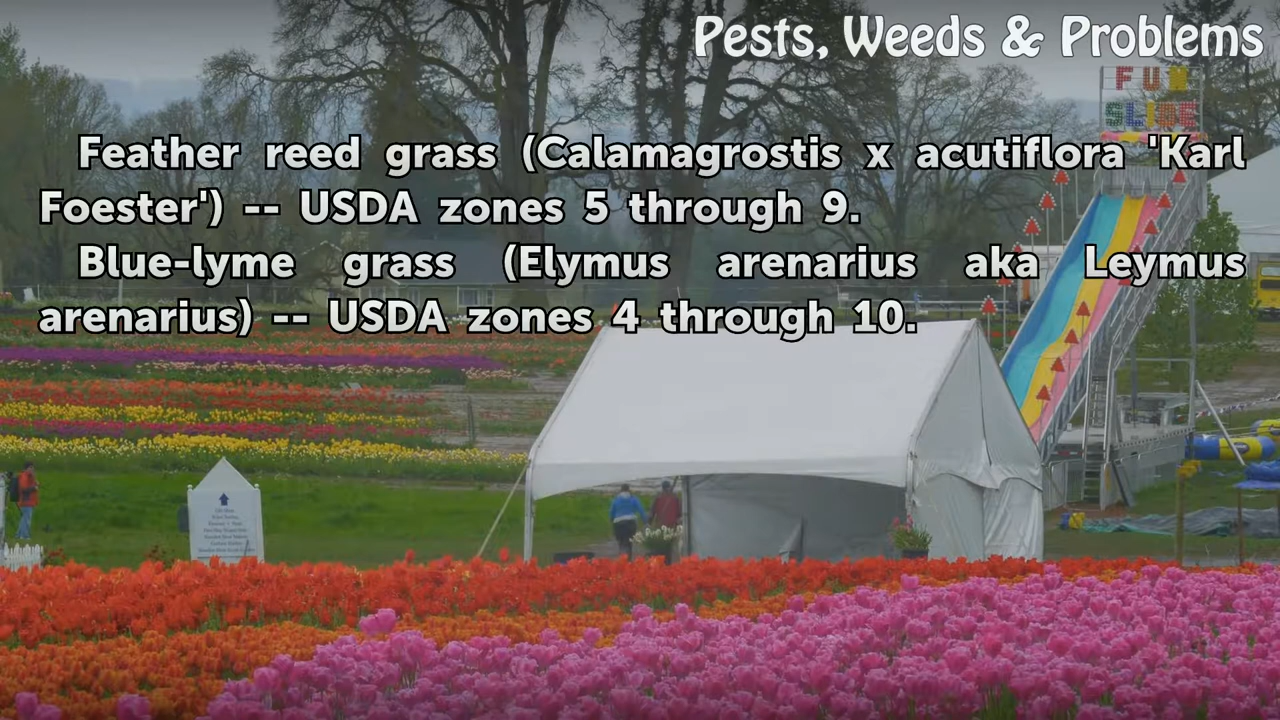 Pests, Weeds & Problems
FUN
SLIDE
Feather reed grass (Calamagrostis x acutiflora 'Karl
Foester') -- USDA zones 5 through 9.
Blue-lyme grass (Elymus arenarius aka Leymus
arenarius) -- USDA zones 4 through 10.